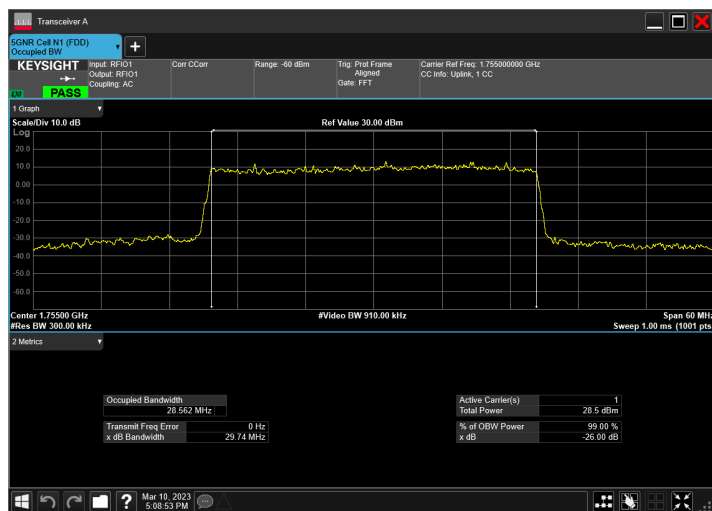 Transceiver A
5GNR Cell N1 (FDD)
Occupied BW
KEYSIGHT
LXI
PASS
Input: RFIO1
Output: RFIO1
Coupling: AC
Corr CCorr
Range: -60 dBm
Trig: Prot Frame
Aligned
Gate: FFT
Carrier Ref Freq: 1.755000000 GHz
CC Info: Uplink, 1 CC
1 Graph
Scale/Div 10.0 dB
Ref Value 30.00 dBm
Log
20.0
10.0
0.00
-10.0
-20.0
-30.0
-40.0
-50.0
-60.0
Center 1.75500 GHz
#Video BW 910.00 kHz
Span 60 MHz
#Res BW 300.00 kHz
Sweep 1.00 ms (1001 pts
2 Metrics
Occupied Bandwidth
28.562 MHz
Transmit Freq Error 0 Hz
x dB Bandwidth 29.74 MHz
Active Carrier(s) 1
Total Power 28.5 dBm
% of OBW Power 99.00 %
x dB -26.00 dB
?
Mar 10, 2023
5:08:53 PM